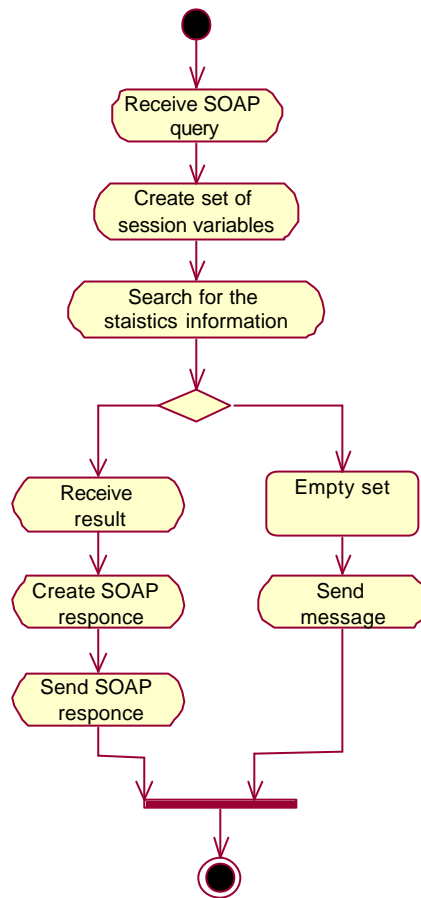 Receive SOAP
query
Create set of
session variables
Search for the
staistics information
Receive
result
Empty set
Create SOAP
responce
Send
message
Send SOAP
responce